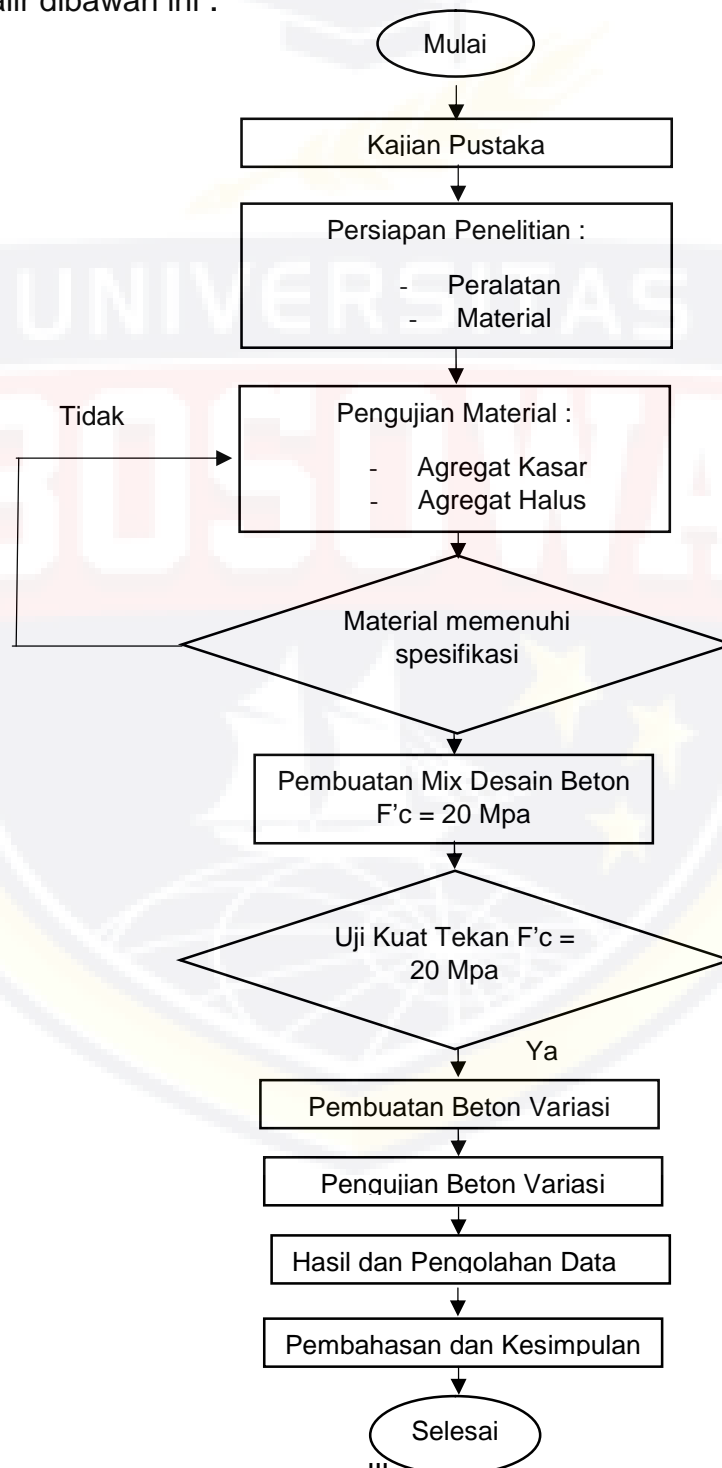 alir dibawah ini :
Mulai
Kajian Pustaka
Persiapan Penelitian :
- Peralatan
- Material
Tidak
Pengujian Material :
- Agregat Kasar
- Agregat Halus
Material memenuhi
spesifikasi
Pembuatan Mix Desain Beton
F'c = 20 Mpa
Uji Kuat Tekan F'c =
20 Mpa
Ya
Pembuatan Beton Variasi
Pengujian Beton Variasi
Hasil dan Pengolahan Data
Pembahasan dan Kesimpulan
Selesai
UNIVERSITAS
BOSOWA